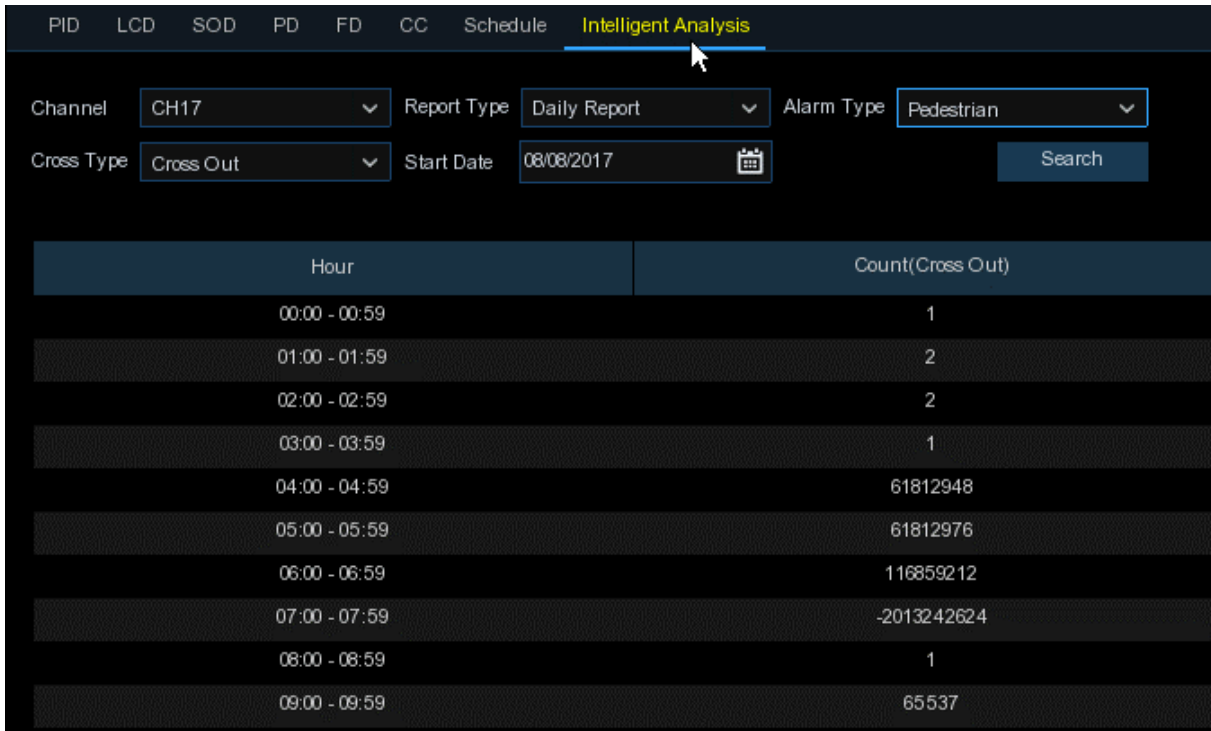 PID LCD SOD PD FD CC Schedule Intelligent Analysis
Channel CH17 Report Type Daily Report Alarm Type Pedestrian
Cross Type Cross Out Start Date 08/08/2017 Search
Hour Count(Cross Out)
00:00 - 00:59 1
01:00 - 01:59 2
02:00 - 02:59 2
03:00 - 03:59 1
04:00 - 04:59 61812948
05:00 - 05:59 61812976
06:00 - 06:59 116859212
07:00 - 07:59 -2013242624
08:00 - 08:59 1
09:00 - 09:59 65537